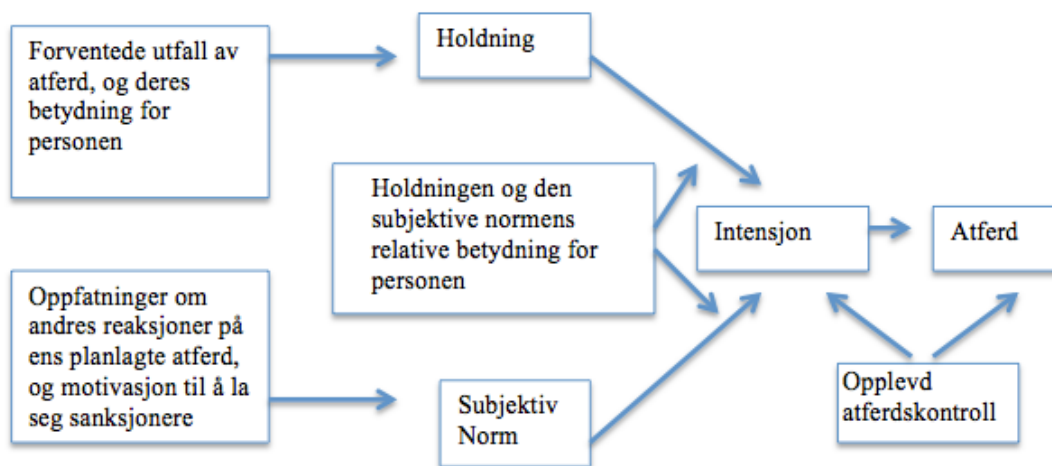 Forventede utfall av
atferd, og deres
betydning for
personen
Holdning
Holdningen og den
subjektive normens
relative betydning for
personen
Intensjon
Atferd
Oppfatninger om
andres reaksjoner på
ens planlagte atferd,
og motivasjon til å la
seg sanksjonere
Subjektiv
Norm
Opplevd
atferdskontroll